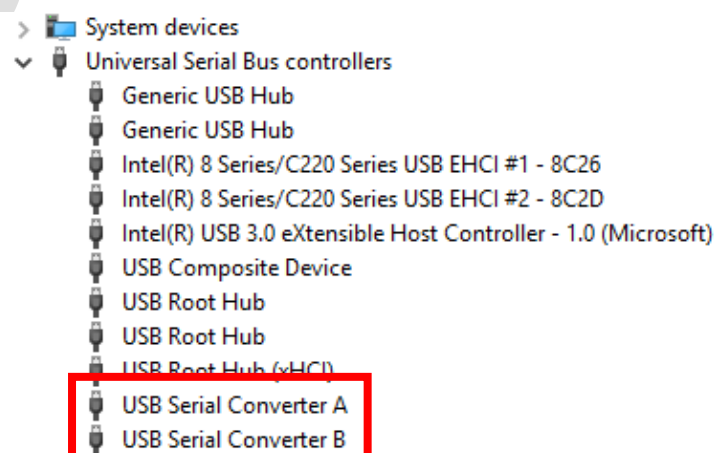 System devices
Universal Serial Bus controllers
Generic USB Hub
Generic USB Hub
Intel(R) 8 Series/C220 Series USB EHCI #1 - 8C26
Intel(R) 8 Series/C220 Series USB EHCI #2 - 8C2D
Intel(R) USB 3.0 eXtensible Host Controller - 1.0 (Microsoft)
USB Composite Device
USB Root Hub
USB Root Hub
USB Root Hub (xHCI)
USB Serial Converter A
USB Serial Converter B